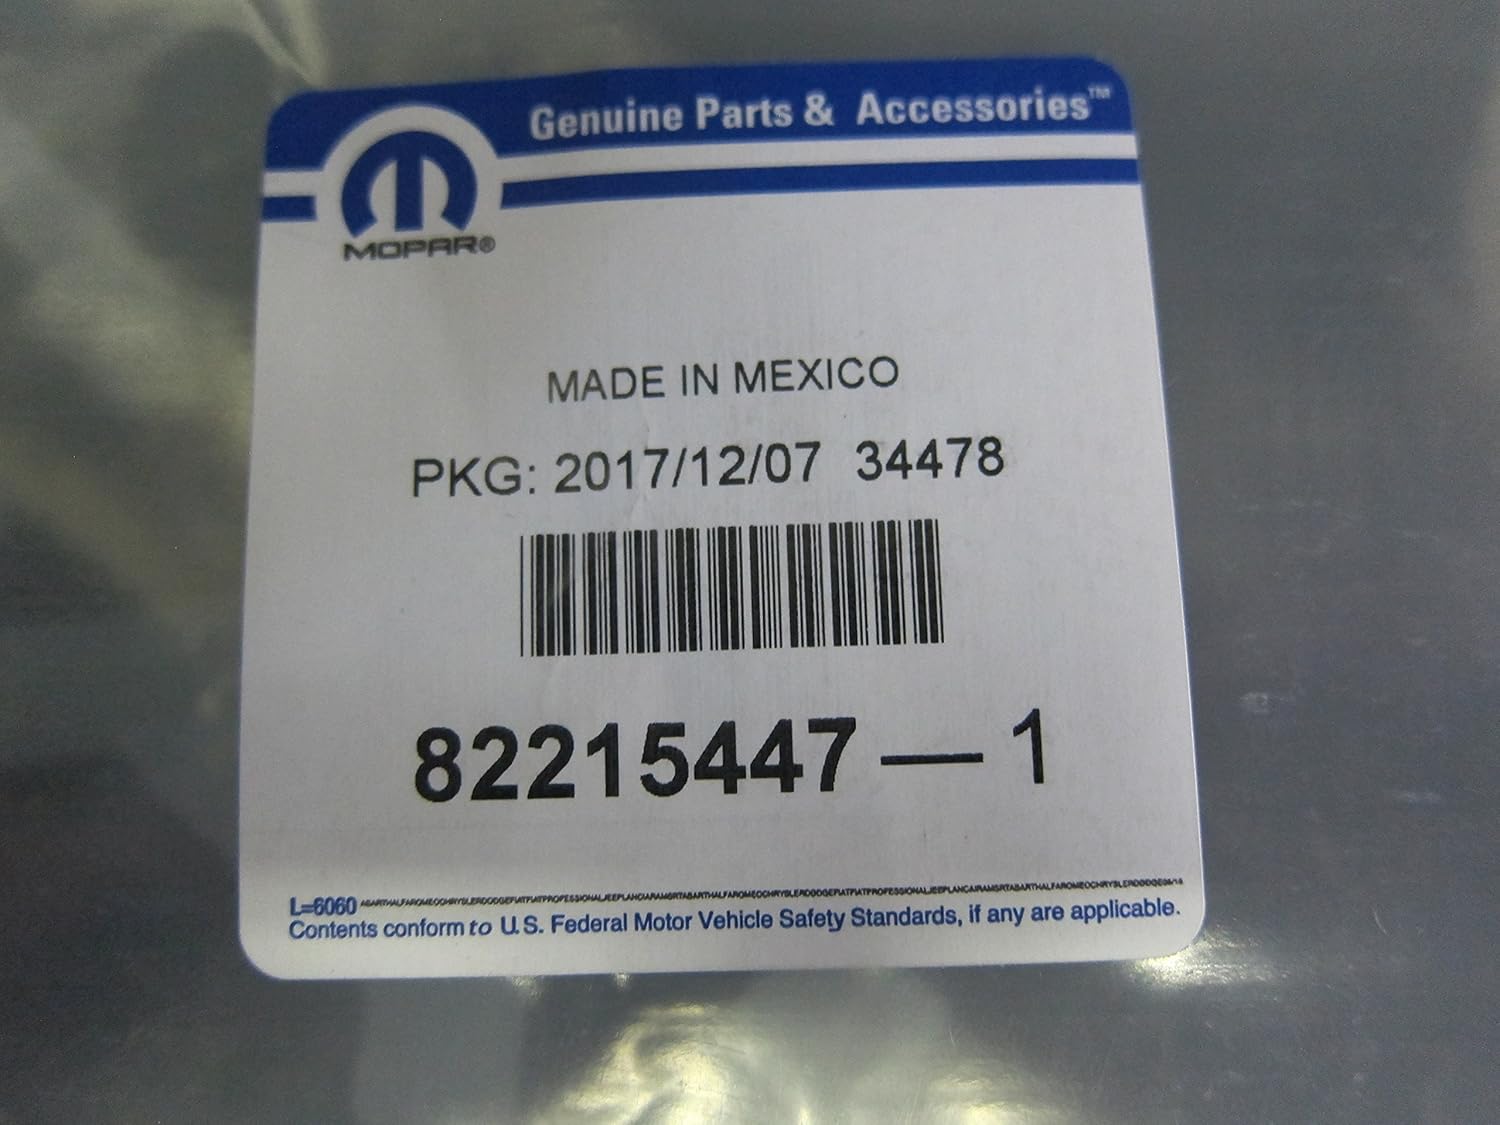 Genuine Parts & Accessories™
MOPAR®
MADE IN MEXICO
PKG: 2017/12/07 34478
82215447 — 1
L=6060
Contents conform to U.S. Federal Motor Vehicle Safety Standards, if any are applicable.